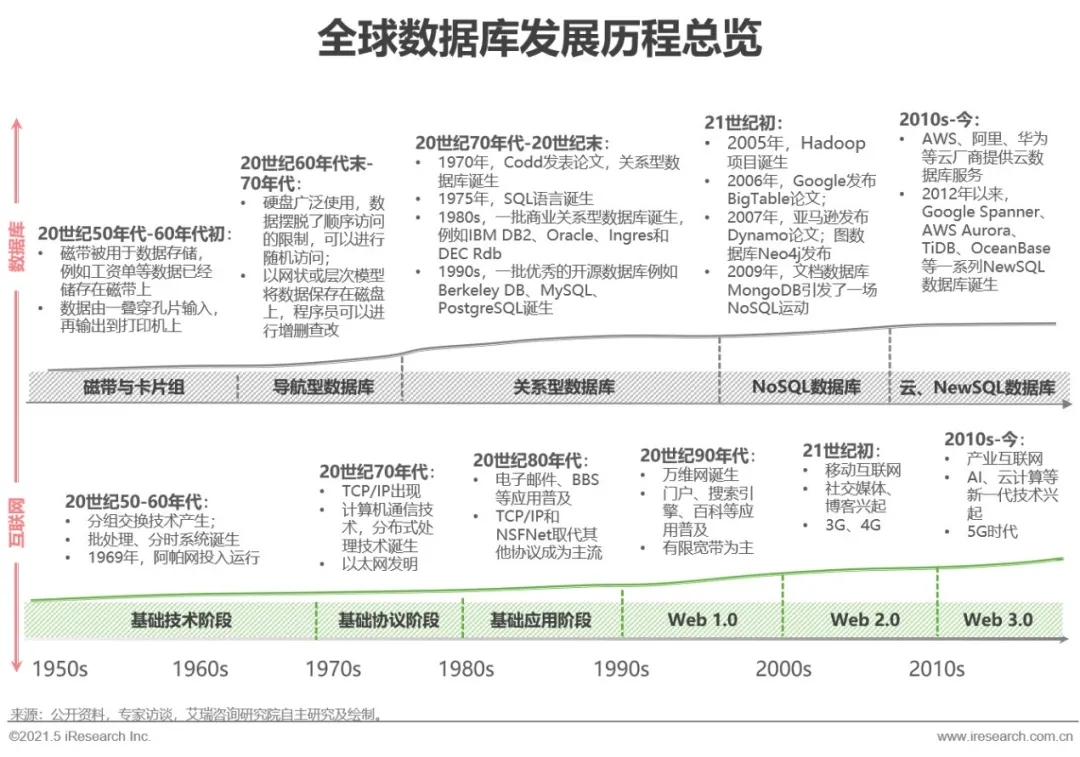 全球数据库发展历程总览
数据库
20世纪50年代-60年代初：
• 磁带被用于数据存储，
例如工资单等数据已经
储存在磁带上
• 数据由一叠穿孔片输入，
再输出到打印机上
20世纪60年代末-
70年代：
• 硬盘广泛使用，数
据摆脱了顺序访问
的限制，可以进行
随机访问；
• 以网状或层次模型
将数据保存在磁盘
上，程序员可以进
行增删查改
20世纪70年代-20世纪末：
• 1970年，Codd发表论文，关系型数
据库诞生
• 1975年，SQL语言诞生
• 1980s，一批商业关系型数据库诞生，
例如IBM DB2、Oracle、Ingres和
DEC Rdb
• 1990s，一批优秀的开源数据库例如
Berkeley DB、MySQL、
PostgreSQL诞生
21世纪初：
• 2005年，Hadoop
项目诞生
• 2006年，Google发布
BigTable论文；
• 2007年，亚马逊发布
Dynamo论文；图数
据库Neo4j发布
• 2009年，文档数据库
MongoDB引发了一场
NoSQL运动
2010s-今：
• AWS、阿里、华为
等云厂商提供云数
据库服务
• 2012年以来，
Google Spanner、
AWS Aurora、
TiDB、OceanBase
等一系列NewSQL
数据库诞生
磁带与卡片组
导航型数据库
关系型数据库
NoSQL数据库
云、NewSQL数据库
互联网
20世纪50-60年代：
• 分组交换技术产生；
• 批处理、分时系统诞生
• 1969年，阿帕网投入运行
20世纪70年代：
• TCP/IP出现
• 计算机通信技
术，分布式处
理技术诞生
• 以太网发明
20世纪80年代：
• 电子邮件、BBS
等应用普及
• TCP/IP和
NSFNet取代其
他协议成为主流
20世纪90年代：
• 万维网诞生
• 门户、搜索引
擎、百科等应
用普及
• 有限宽带为主
21世纪初：
• 移动互联网
• 社交媒体、
博客兴起
• 3G、4G
2010s-今：
• 产业互联网
• AI、云计算等
新一代技术兴
起
• 5G时代
基础技术阶段
基础协议阶段
基础应用阶段
Web 1.0
Web 2.0
Web 3.0
1950s
1960s
1970s
1980s
1990s
2000s
2010s
来源：公开资料，专家访谈，艾瑞咨询研究院自主研究及绘制。
©2021.5 iResearch Inc.
www.iresearch.com.cn